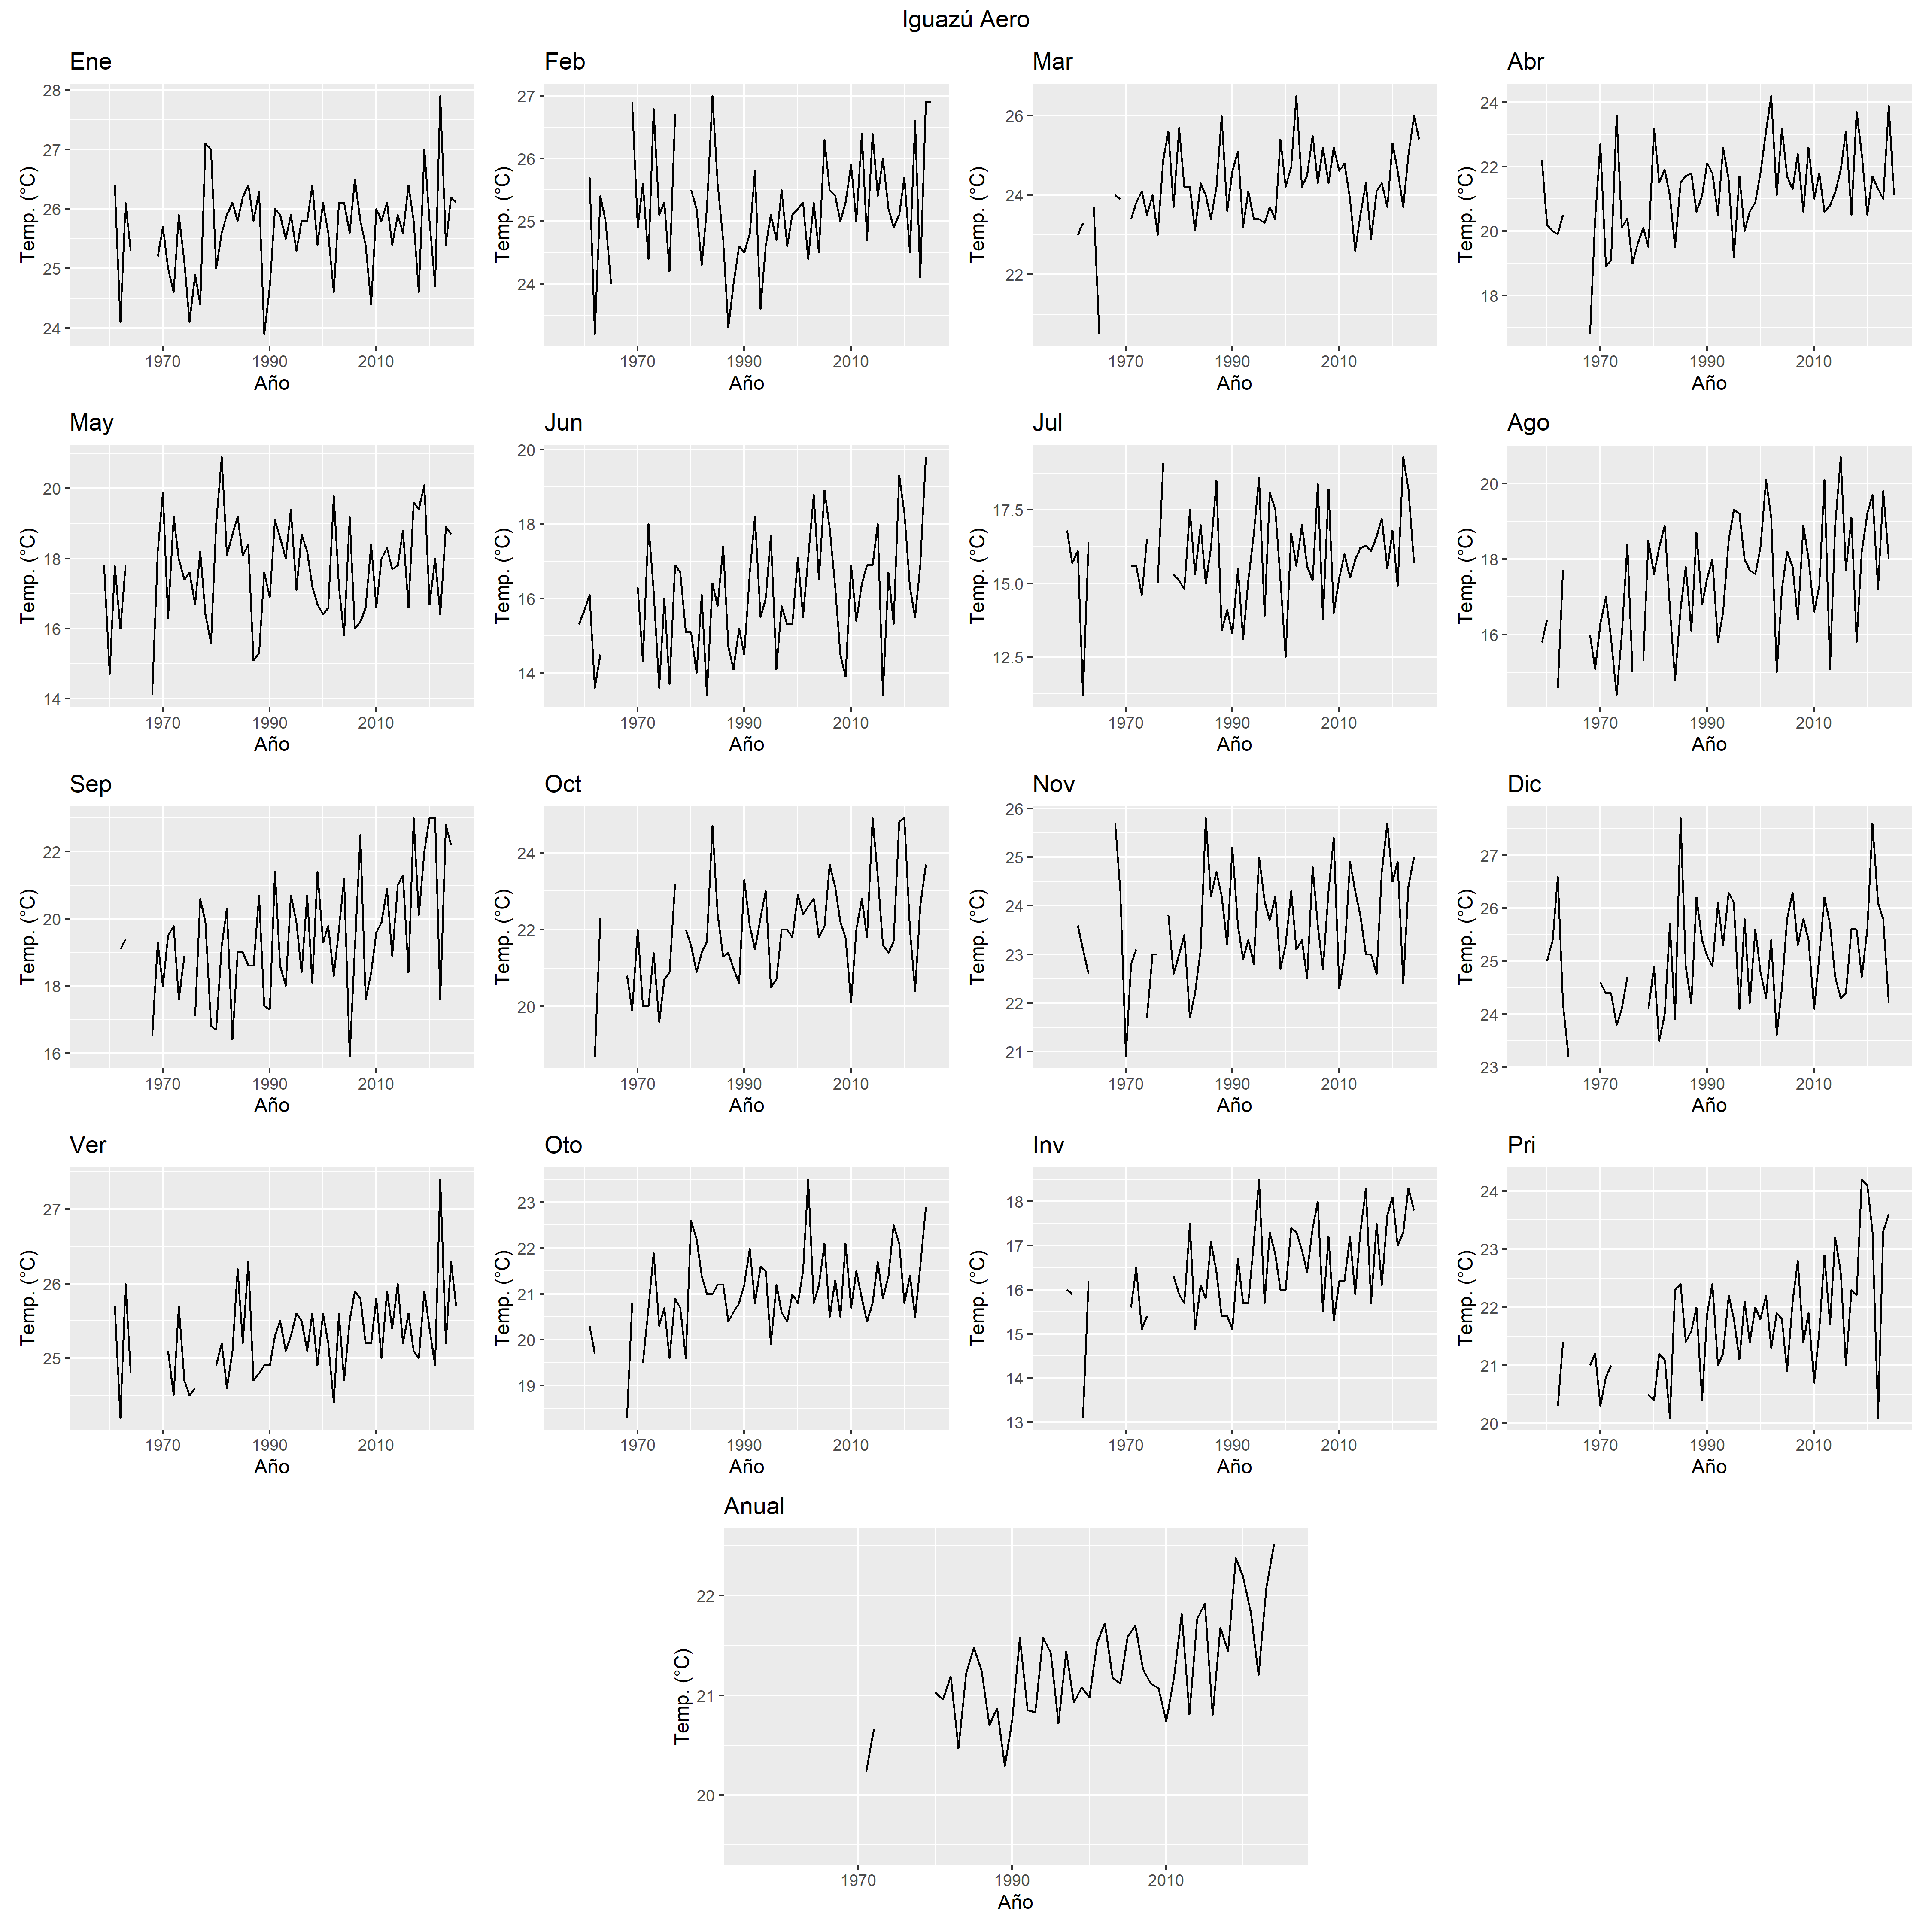 Iguazú Aero
Ene
Feb
Mar
Abr
28
27
26
25
24
Temp. (°C)
1970 1990 2010
Año
27
26
25
24
Temp. (°C)
1970 1990 2010
Año
26
24
22
Temp. (°C)
1970 1990 2010
Año
24
22
20
18
Temp. (°C)
1970 1990 2010
Año
May
Jun
Jul
Ago
20
18
16
14
Temp. (°C)
1970 1990 2010
Año
20
18
16
14
Temp. (°C)
1970 1990 2010
Año
17.5
15.0
12.5
Temp. (°C)
1970 1990 2010
Año
20
18
16
Temp. (°C)
1970 1990 2010
Año
Sep
Oct
Nov
Dic
22
20
18
16
Temp. (°C)
1970 1990 2010
Año
24
22
20
Temp. (°C)
1970 1990 2010
Año
26
25
24
23
22
21
Temp. (°C)
1970 1990 2010
Año
27
26
25
24
23
Temp. (°C)
1970 1990 2010
Año
Ver
Oto
Inv
Pri
27
26
25
Temp. (°C)
1970 1990 2010
Año
23
22
21
20
19
Temp. (°C)
1970 1990 2010
Año
18
17
16
15
14
13
Temp. (°C)
1970 1990 2010
Año
24
23
22
21
20
Temp. (°C)
1970 1990 2010
Año
Anual
22
21
20
Temp. (°C)
1970 1990 2010
Año